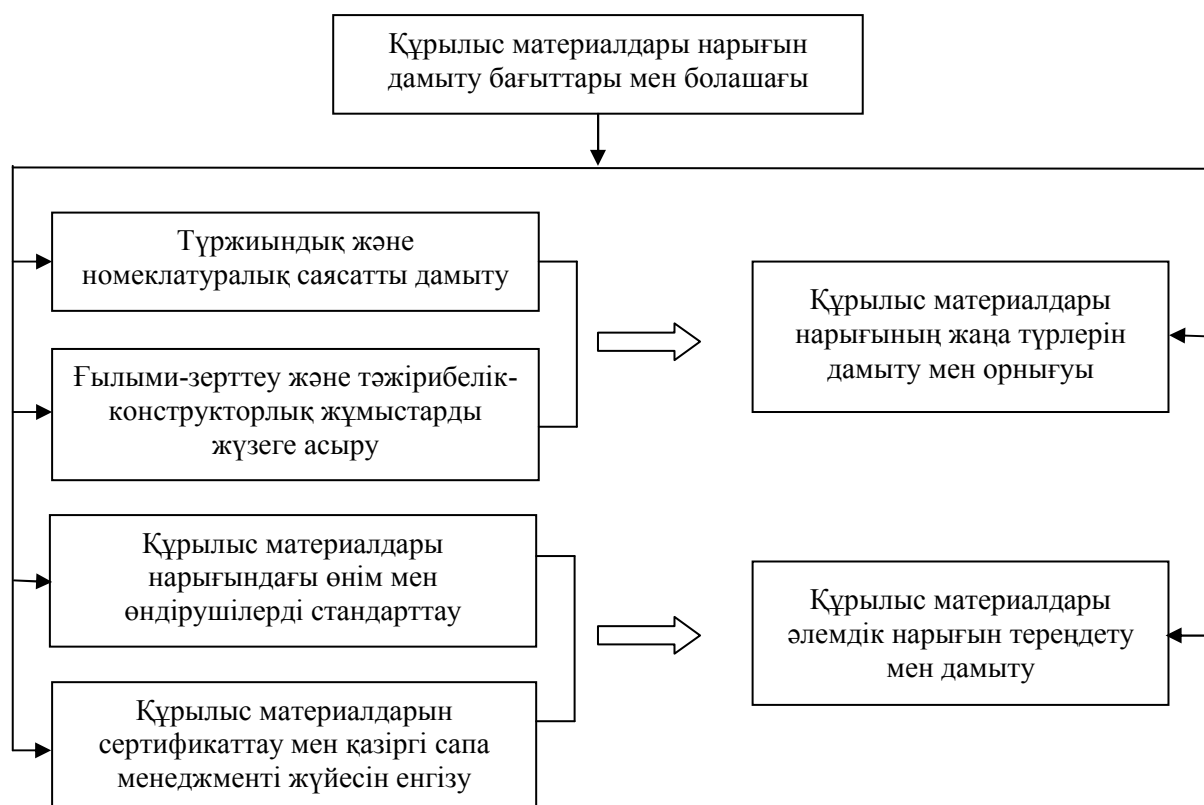 Құрылыс материалдары нарығын
дамыту бағыттары мен болашағы
Түржиындық және
номеклатуралық саясатты дамыту
Ғылыми-зерттеу және тәжірибелік-
конструкторлық жұмыстарды
жүзеге асыру
Құрылыс материалдары
нарығының жаңа түрлерін
дамыту мен орнығуы
Құрылыс материалдары
нарығындағы өнім мен
өндірушілерді стандарттау
Құрылыс материалдарын
сертификаттау мен қазіргі сапа
менеджменті жүйесін енгізу
Құрылыс материалдары
әлемдік нарығын тереңдету
мен дамыту